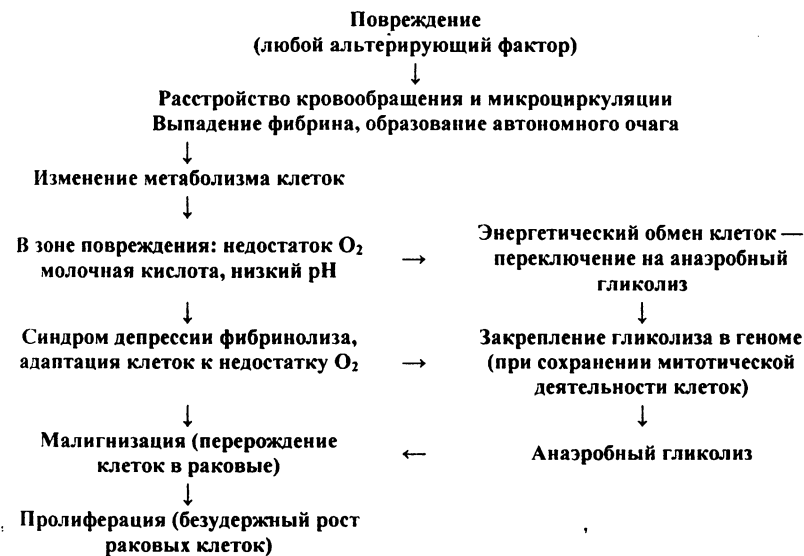 Повреждение
(любой альтерирующий фактор)
Расстройство кровообращения и микроциркуляции
Выпадение фибрина, образование автономного очага
Изменение метаболизма клеток
В зоне повреждения: недостаток O₂
молочная кислота, низкий pH
Энергетический обмен клеток —
переключение на анаэробный
гликолиз
Синдром депрессии фибринолиза,
адаптация клеток к недостатку O₂
Закрепление гликолиза в геноме
(при сохранении митотической
деятельности клеток)
Малигнизация (перерождение
клеток в раковые)
Анаэробный гликолиз
Пролиферация (безудержный рост
раковых клеток)